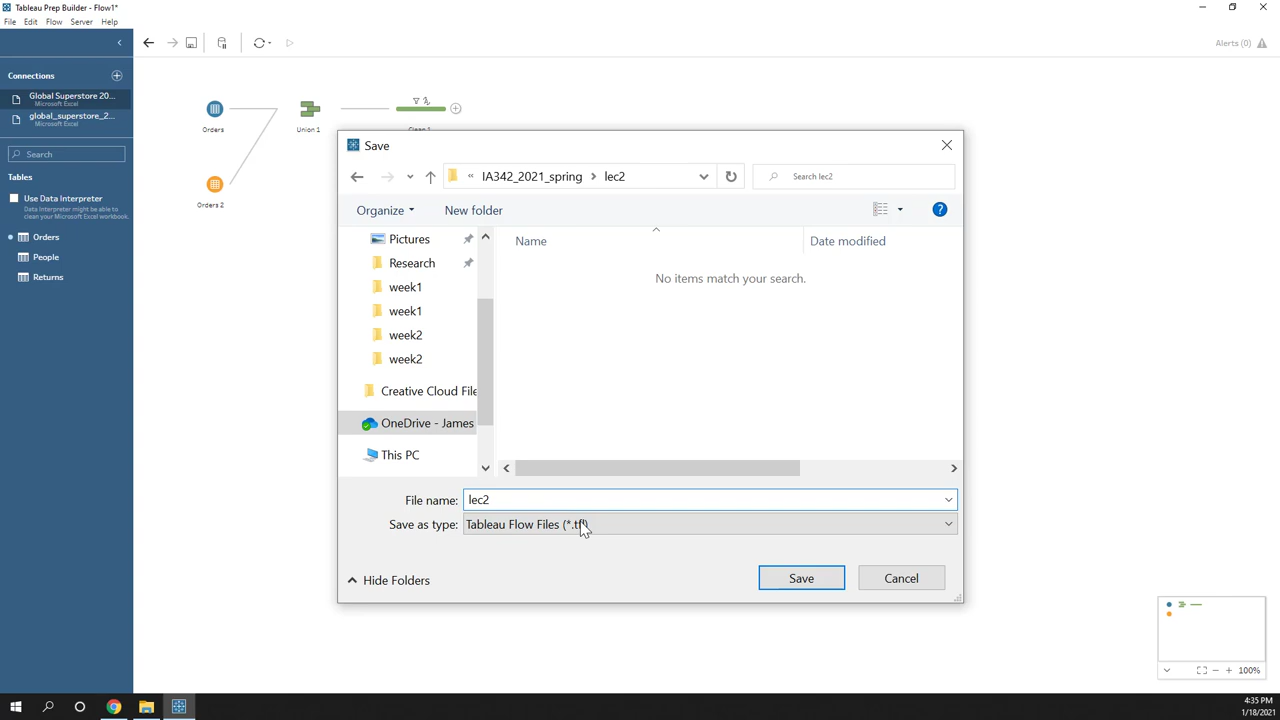 Tableau Prep Builder - Flow1*
File Edit Flow Server Help
Alerts (0)
Connections
Global Superstore 20...
Microsoft Excel
global_superstore_2...
Microsoft Excel
Search
Tables
Use Data Interpreter
Data Interpreter might be able to
clean your Microsoft Excel workbook.
Orders
People
Returns
Orders
Union 1
Clean 1
Orders 2
Save
« IA342_2021_spring > lec2
Search lec2
Organize
New folder
Pictures
Research
week1
week1
week2
week2
Creative Cloud File
OneDrive - James
This PC
Name
Date modified
No items match your search.
File name: lec2
Save as type: Tableau Flow Files (*.tfl)
Hide Folders
Save
Cancel
100%
4:35 PM
1/18/2021